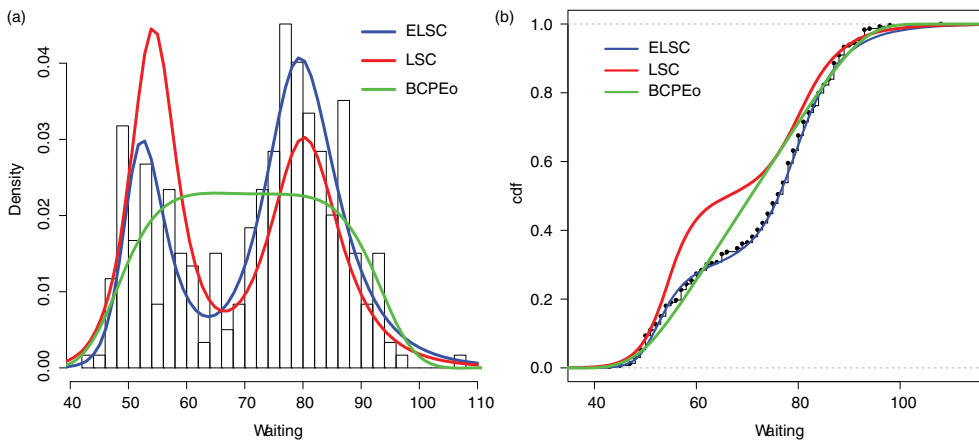 (a)
ELSC
LSC
BCPEo
Density
0.00
0.01
0.02
0.03
0.04
40 50 60 70 80 90 100 110
Waiting
(b)
ELSC
LSC
BCPEo
cdf
0.0
0.2
0.4
0.6
0.8
1.0
40 60 80 100
Waiting